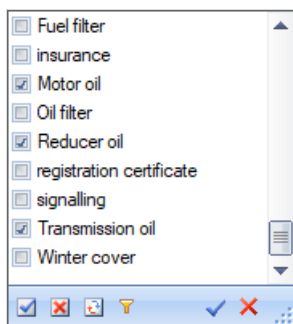 Fuel filter
insurance
Motor oil
Oil filter
Reducer oil
registration certificate
signalling
Transmission oil
Winter cover